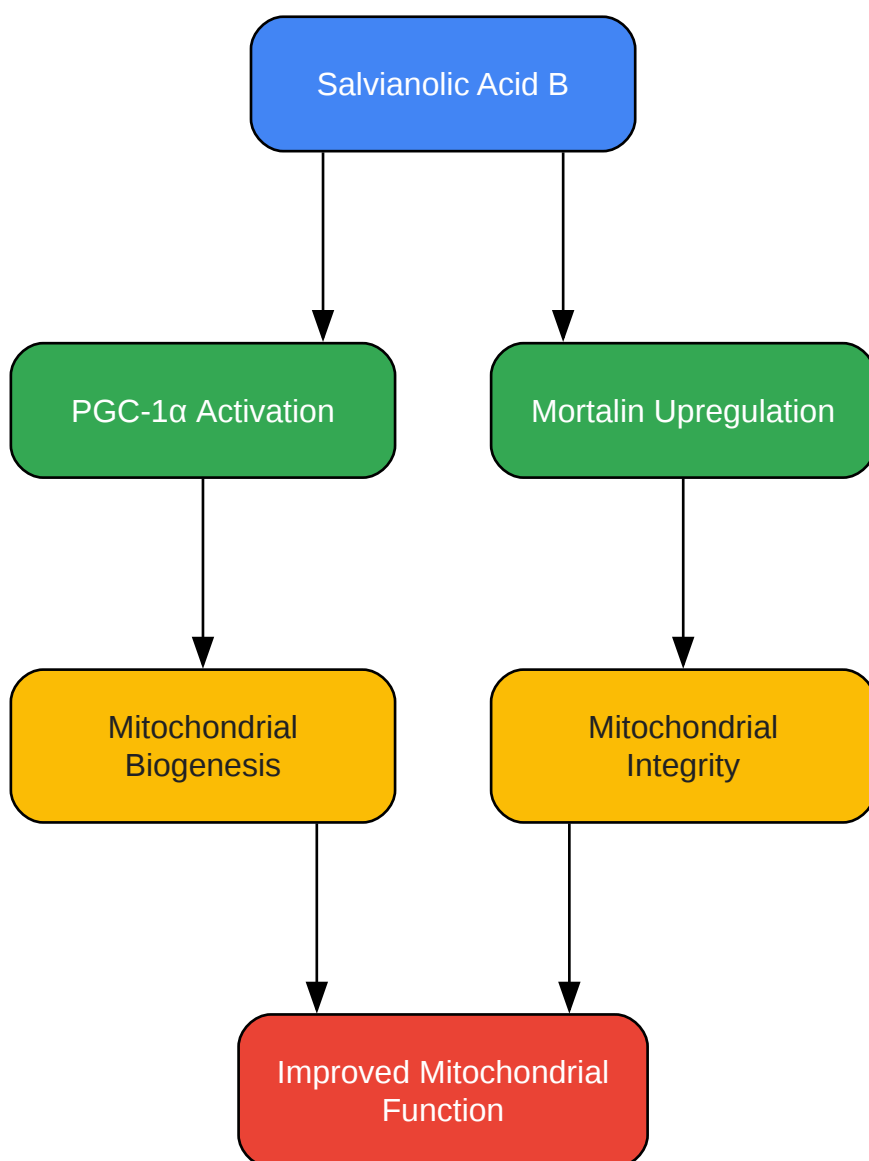 Salvianolic Acid B
PGC-1α Activation
Mortalin Upregulation
Mitochondrial
Biogenesis
Mitochondrial
Integrity
Improved Mitochondrial
Function